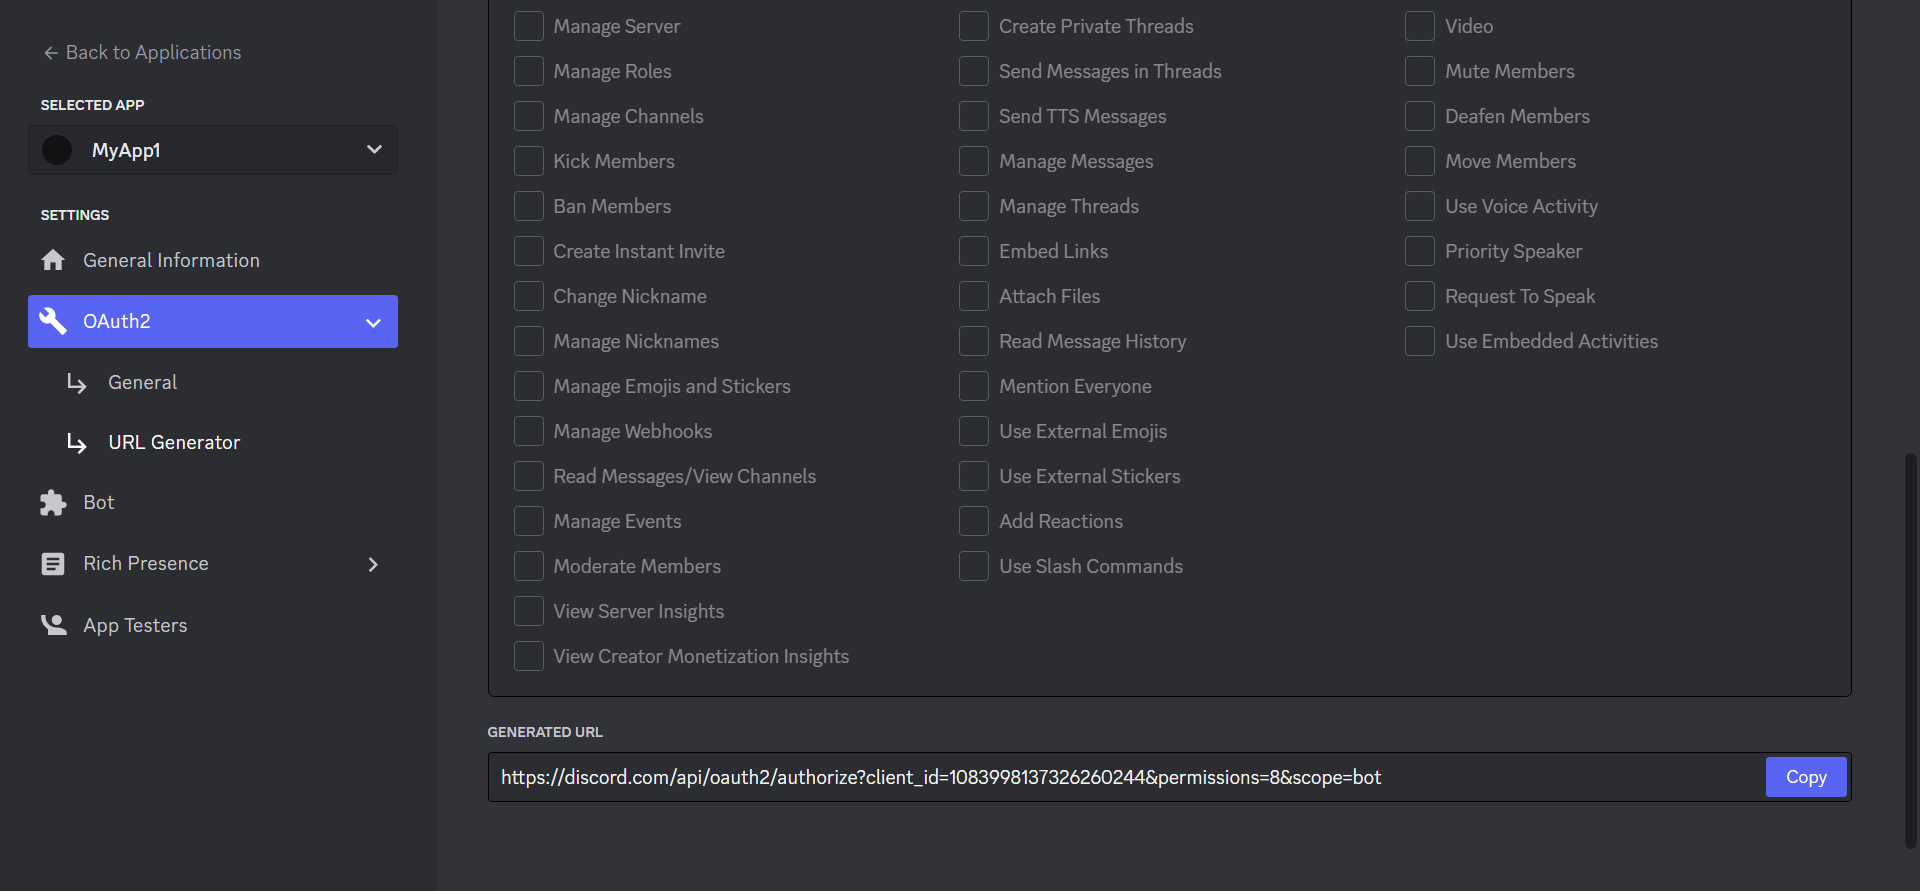 Back to Applications
SELECTED APP
MyApp1
SETTINGS
General Information
OAuth2
General
URL Generator
Bot
Rich Presence
App Testers
Manage Server
Manage Roles
Manage Channels
Kick Members
Ban Members
Create Instant Invite
Change Nickname
Manage Nicknames
Manage Emojis and Stickers
Manage Webhooks
Read Messages/View Channels
Manage Events
Moderate Members
View Server Insights
View Creator Monetization Insights
Create Private Threads
Send Messages in Threads
Send TTS Messages
Manage Messages
Manage Threads
Embed Links
Attach Files
Read Message History
Mention Everyone
Use External Emojis
Use External Stickers
Add Reactions
Use Slash Commands
Video
Mute Members
Deafen Members
Move Members
Use Voice Activity
Priority Speaker
Request To Speak
Use Embedded Activities
GENERATED URL
https://discord.com/api/oauth2/authorize?client_id=1083998137326260244&permissions=8&scope=bot
Copy